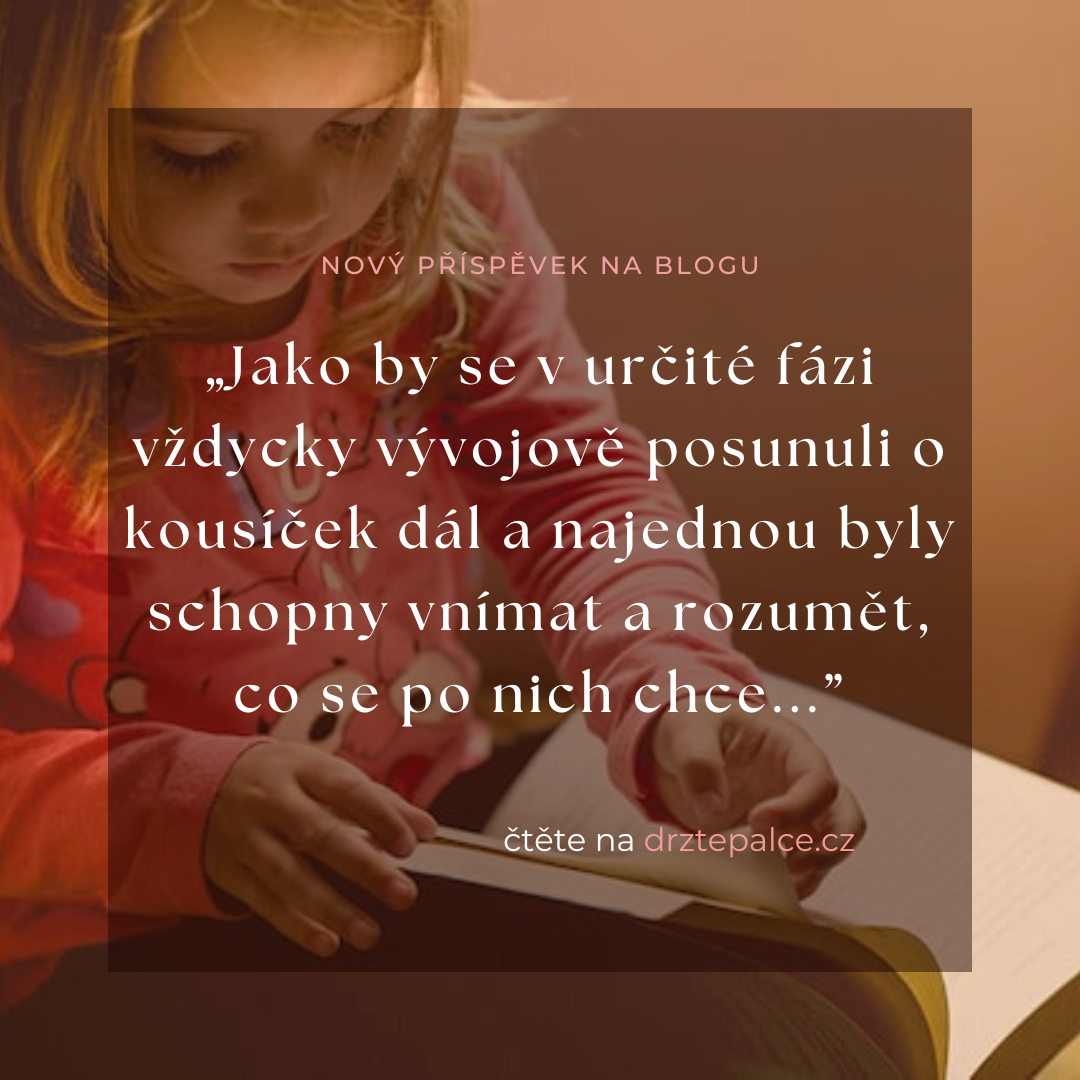 NOVÝ PŘÍSPĚVEK NA BLOGU
„Jako by se v určité fázi
vždycky vývojově posunuli o
kousíček dál a najednou byly
schopny vnímat a rozumět,
co se po nich chce...”
čtěte na drztepalce.cz